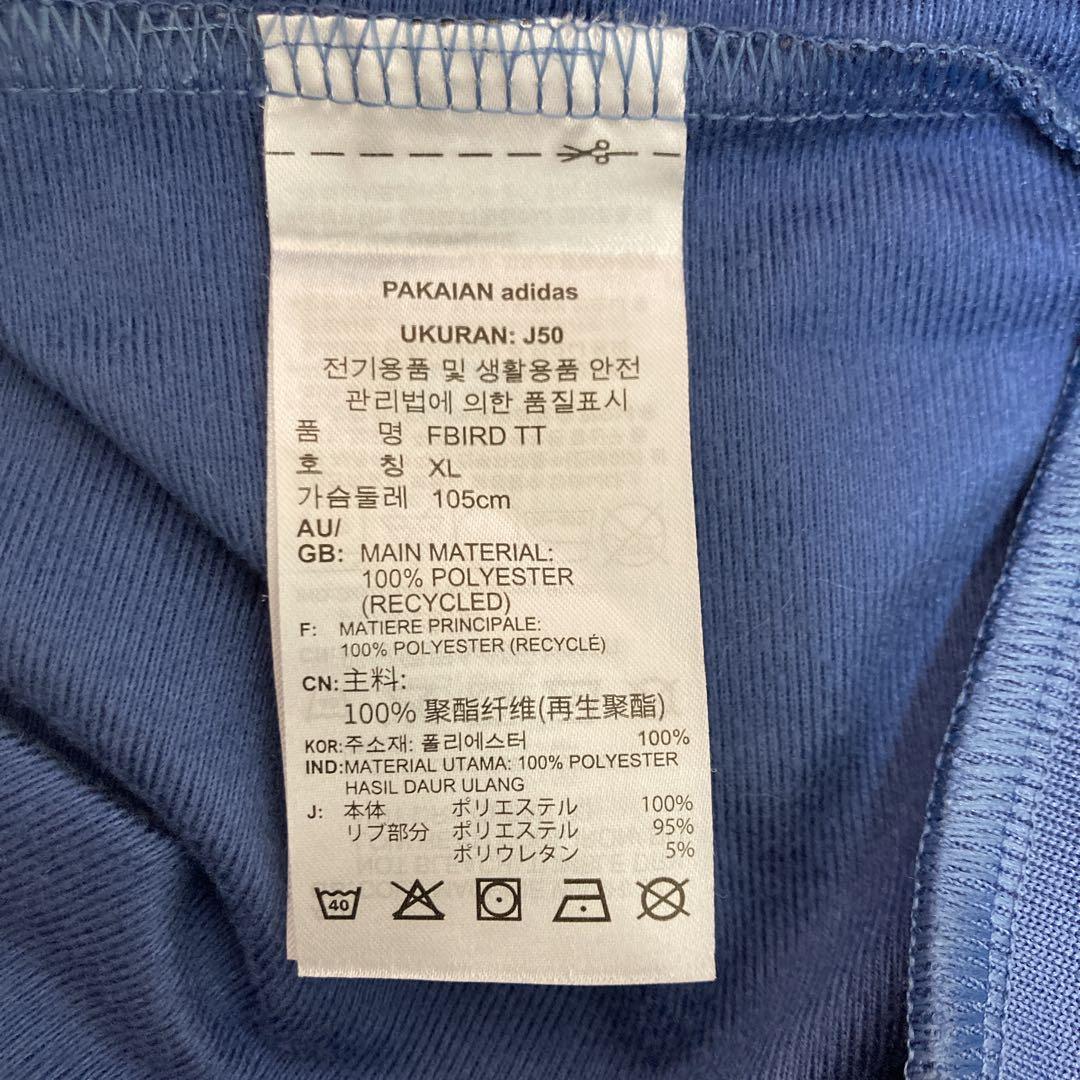 PAKAIAN adidas
UKURAN: J50
전기용품 및 생활용품 안전
관리법에 의한 품질표시
품 명 FBIRD TT
호 칭 XL
가슴둘레 105cm
AU/
GB: MAIN MATERIAL:
100% POLYESTER
(RECYCLED)
F: MATIERE PRINCIPALE:
100% POLYESTER (RECYCLÉ)
CN: 主料:
100% 聚酯纤维(再生聚酯)
KOR: 주소재: 폴리에스터 100%
IND: MATERIAL UTAMA: 100% POLYESTER
HASIL DAUR ULANG
J: 本体 ポリエステル 100%
リブ部分 ポリエステル 95%
ポリウレタン 5%
40